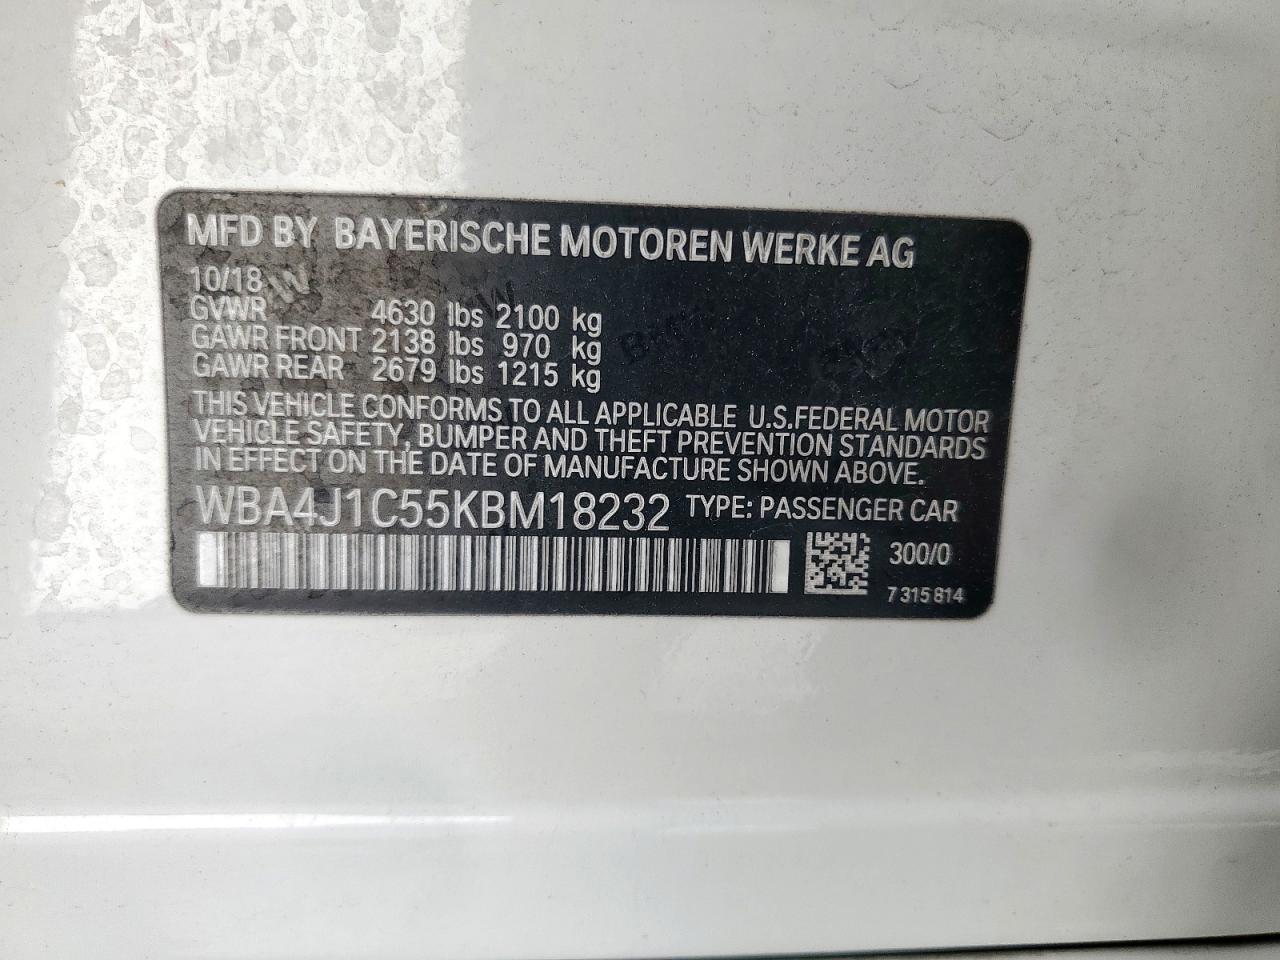 MFD BY BAYERISCHE MOTOREN WERKE AG
10/18
GVWR 4630 lbs 2100 kg
GAWR FRONT 2138 lbs 970 kg
GAWR REAR 2679 lbs 1215 kg
THIS VEHICLE CONFORMS TO ALL APPLICABLE U.S.FEDERAL MOTOR
VEHICLE SAFETY, BUMPER AND THEFT PREVENTION STANDARDS
IN EFFECT ON THE DATE OF MANUFACTURE SHOWN ABOVE.
WBA4J1C55KBM18232 TYPE: PASSENGER CAR
300/0
7 315 814